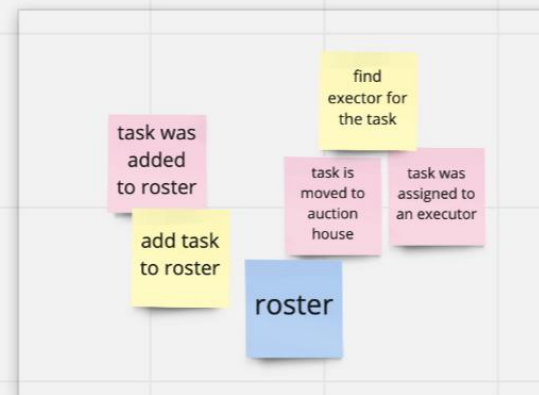 find
exector for
the task
task was
added
to roster
task is
moved to
auction
house
task was
assigned to
an executor
add task
to roster
roster